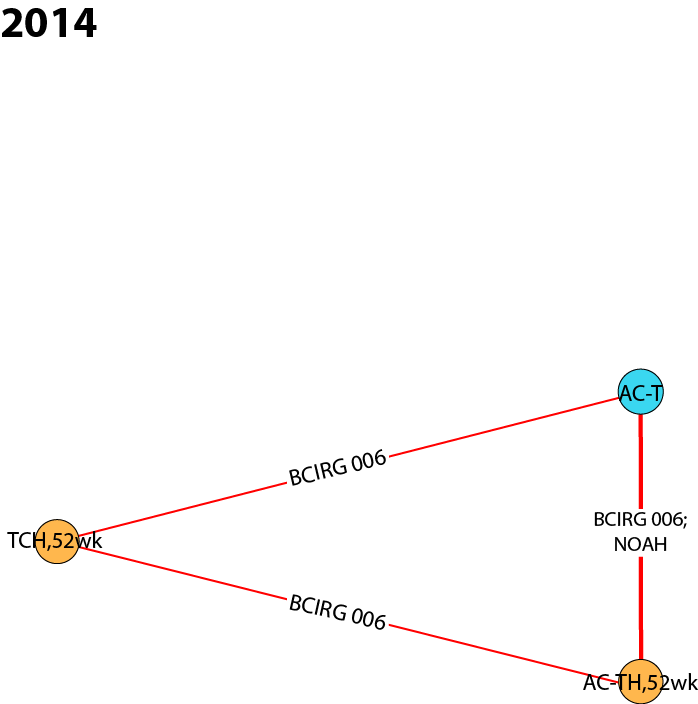 2014
AC-T
BCIRG 006
BCIRG 006;
NOAH
TCH,52wk
BCIRG 006
AC-TH,52wk